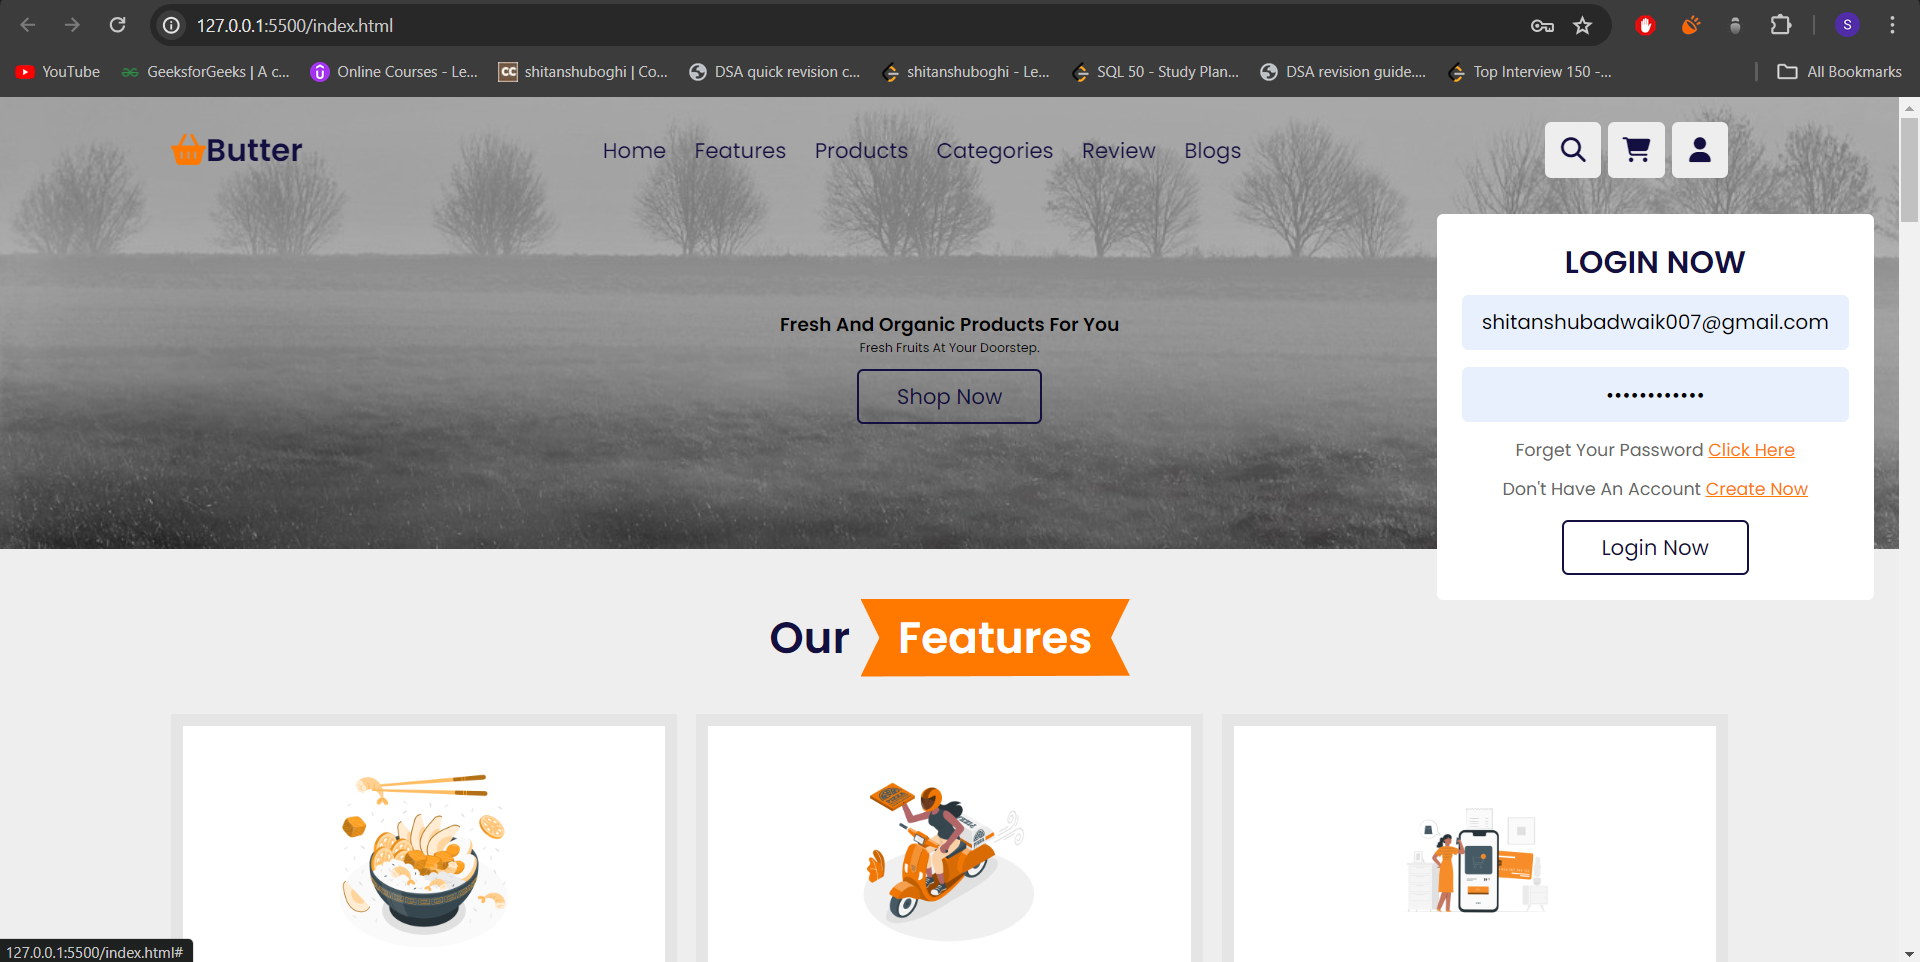 127.0.0.1:5500/index.html
S
YouTube
GeeksforGeeks | A c...
Online Courses - Le...
CC shitanshuboghi | Co...
DSA quick revision c...
shitanshuboghi - Le...
SQL 50 - Study Plan...
DSA revision guide....
Top Interview 150 -...
All Bookmarks
Butter
Home
Features
Products
Categories
Review
Blogs
Fresh And Organic Products For You
Fresh Fruits At Your Doorstep.
Shop Now
LOGIN NOW
shitanshubadwaik007@gmail.com
••••••••••••
Forget Your Password Click Here
Don't Have An Account Create Now
Login Now
Our Features
127.0.0.1:5500/index.html#